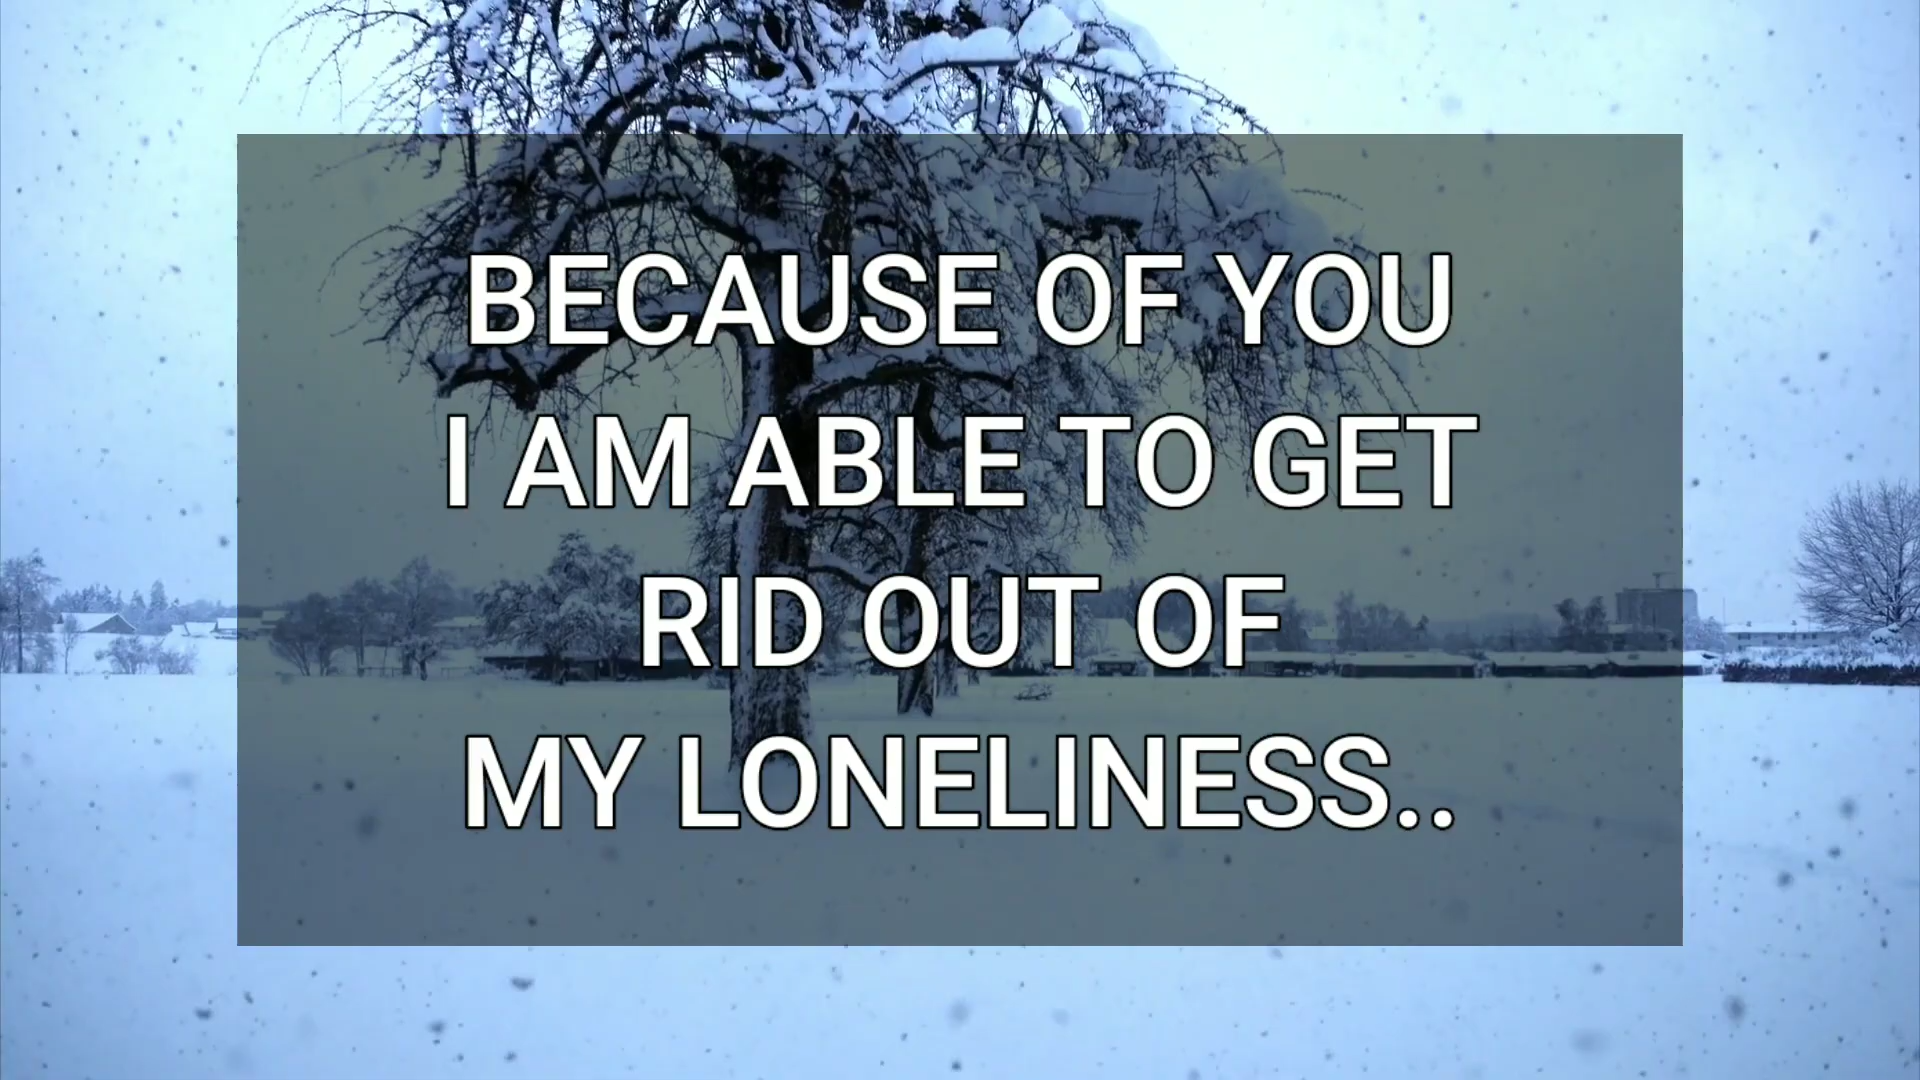 BECAUSE OF YOU
I AM ABLE TO GET
RID OUT OF
MY LONELINESS..